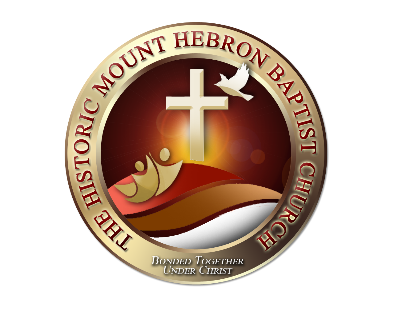 THE HISTORIC MOUNT HEBRON BAPTIST CHURCH
BONDED TOGETHER
UNDER CHRIST